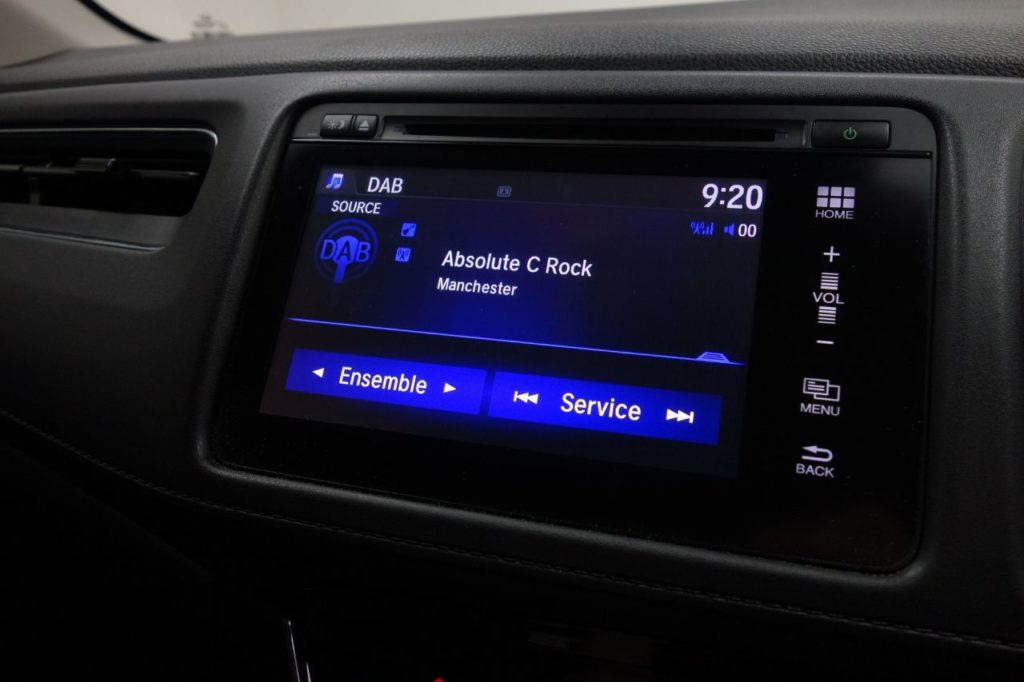 DAB
9:20
SOURCE
00
DAB
Absolute C Rock
Manchester
Ensemble
Service
HOME
+
VOL
−
MENU
BACK